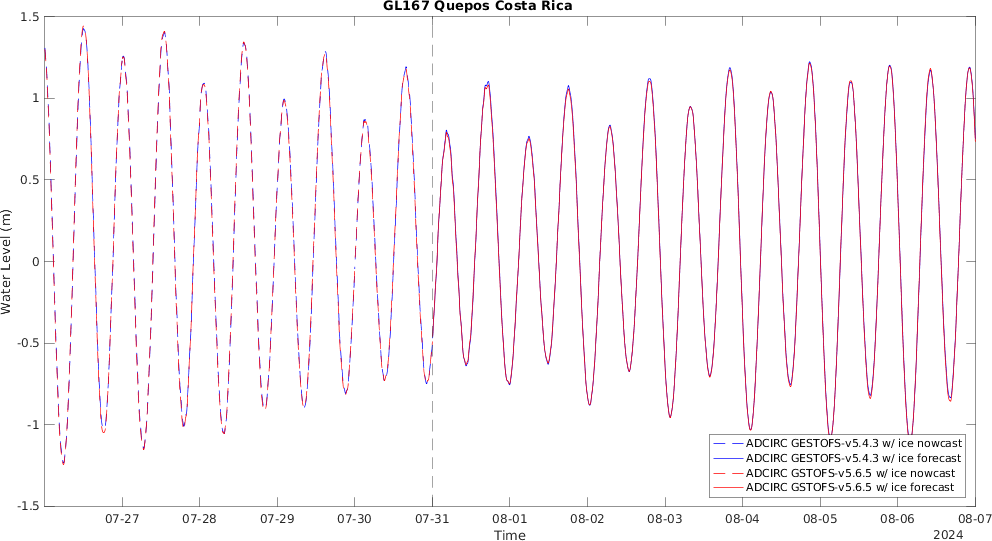 GL167 Quepos Costa Rica
Water Level (m)
1.5
1
0.5
0
-0.5
-1
-1.5
ADCIRC GESTOFS-v5.4.3 w/ ice nowcast
ADCIRC GESTOFS-v5.4.3 w/ ice forecast
ADCIRC GSTOFS-v5.6.5 w/ ice nowcast
ADCIRC GSTOFS-v5.6.5 w/ ice forecast
07-27 07-28 07-29 07-30 07-31 08-01 08-02 08-03 08-04 08-05 08-06 08-07
Time
2024